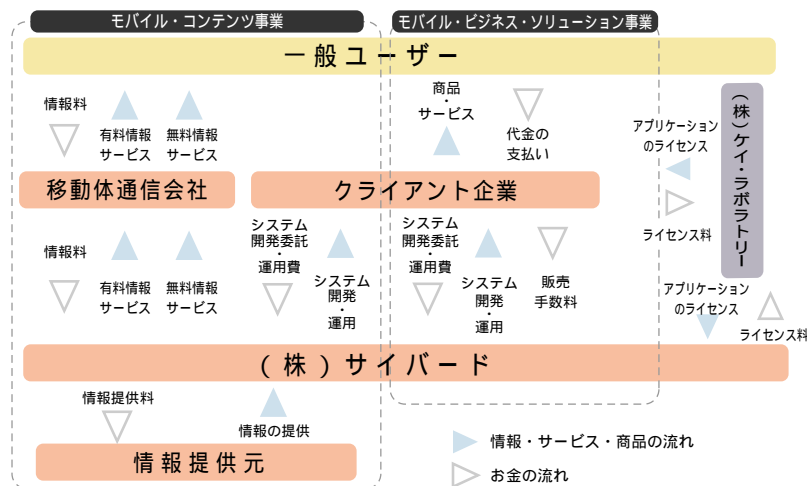 モバイル・コンテンツ事業
モバイル・ビジネス・ソリューション事業
一般ユーザー
情報料
有料情報
サービス
無料情報
サービス
商品
・
サービス
代金の
支払い
アプリケーション
のライセンス
ライセンス料
(株)ケイ・ラボラトリー
移動体通信会社
クライアント企業
情報料
有料情報
サービス
無料情報
サービス
システム
開発委託
・
運用費
システム
開発
・
運用
システム
開発委託
・
運用費
システム
開発
・
運用
販売
手数料
アプリケーション
のライセンス
ライセンス料
(株)サイバード
情報提供料
情報の提供
情報提供元
情報・サービス・商品の流れ
お金の流れ